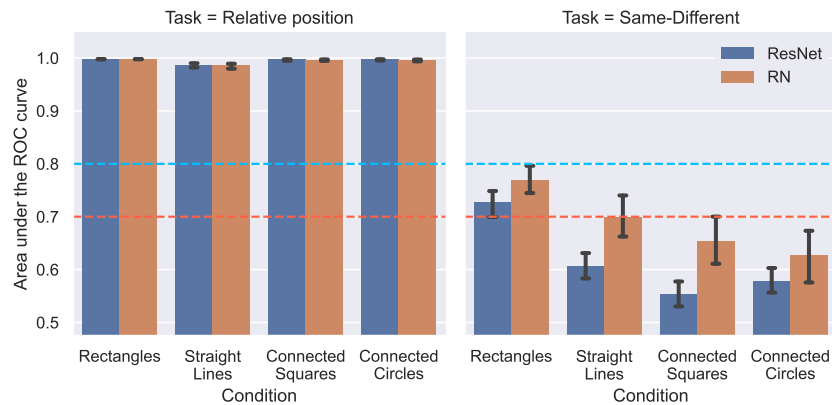 Task = Relative position
Task = Same-Different
Area under the ROC curve
1.0
0.9
0.8
0.7
0.6
0.5
ResNet
RN
Rectangles
Straight
Lines
Connected
Squares
Connected
Circles
Condition
Rectangles
Straight
Lines
Connected
Squares
Connected
Circles
Condition